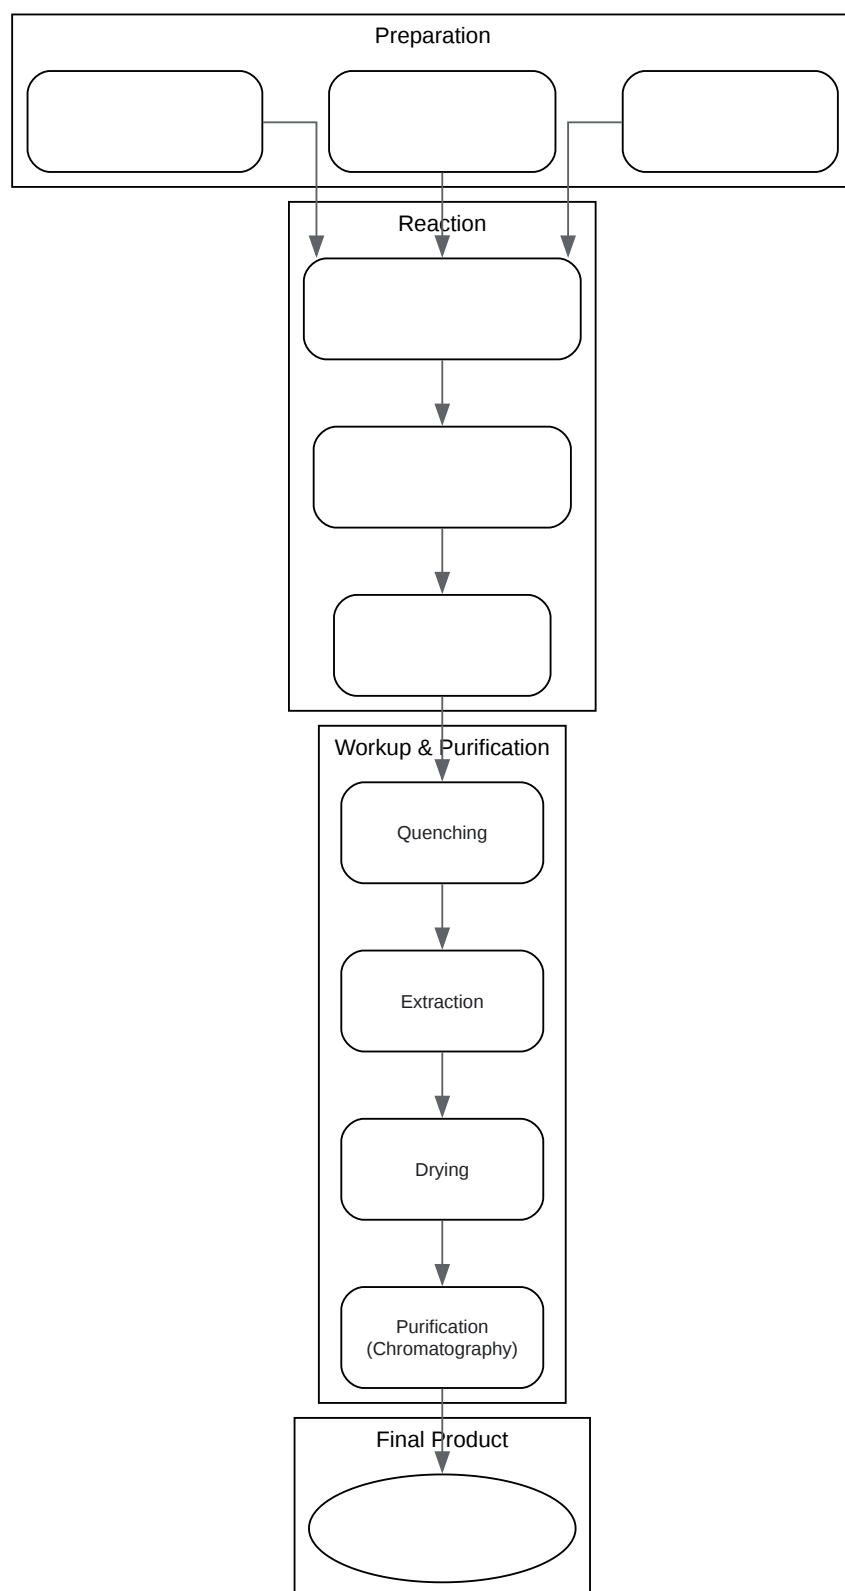 Preparation
Reaction
Workup & Purification
Quenching
Extraction
Drying
Purification
(Chromatography)
Final Product